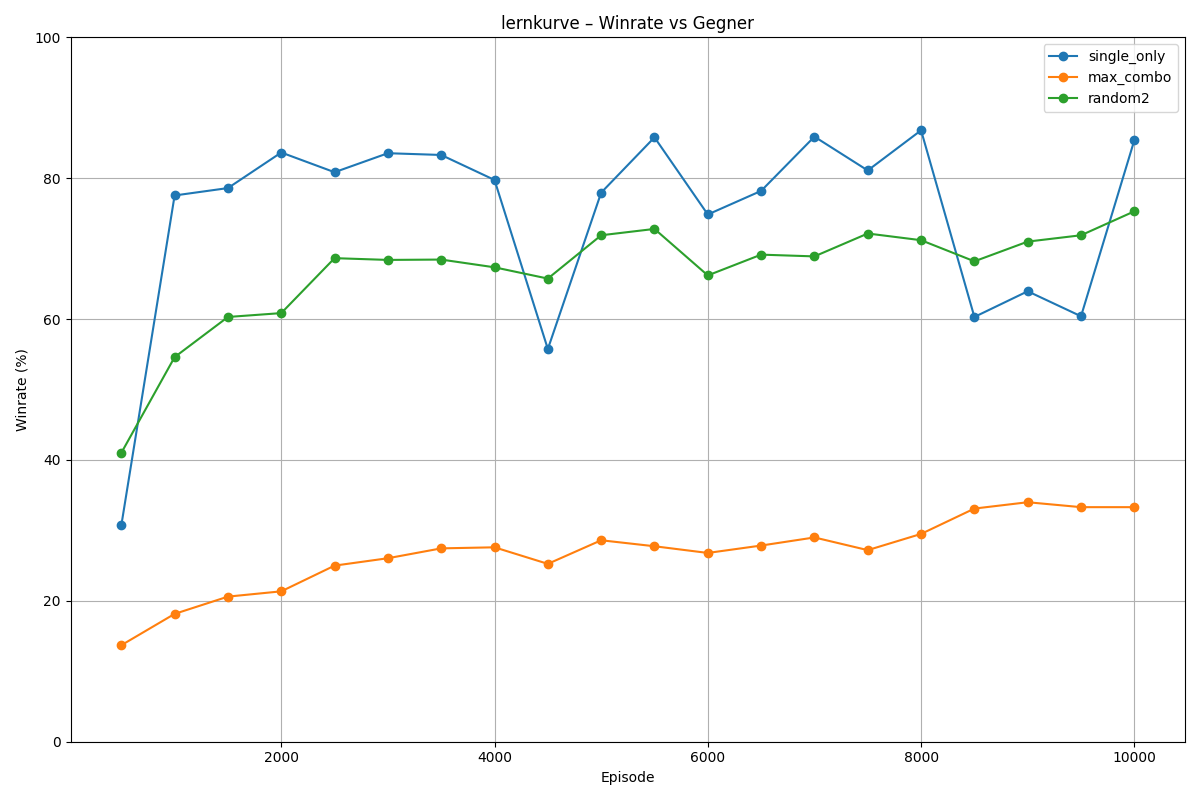 lernkurve – Winrate vs Gegner
single_only
max_combo
random2
Winrate (%)
100
80
60
40
20
0
2000 4000 6000 8000 10000
Episode